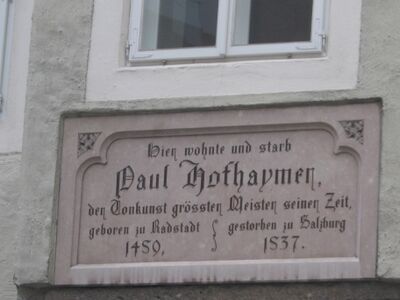 Hier wohnte und starb
Paul Hofhaymer,
der Tonkunst grösster Meister seiner Zeit,
geboren zu Radstadt gestorben zu Salzburg
1459, 1537.